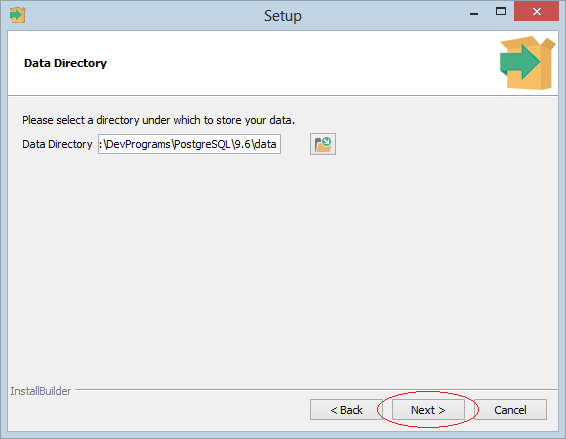 Setup
Data Directory
Please select a directory under which to store your data.
Data Directory :\DevPrograms\PostgreSQL\9.6\data
InstallBuilder
< Back Next > Cancel